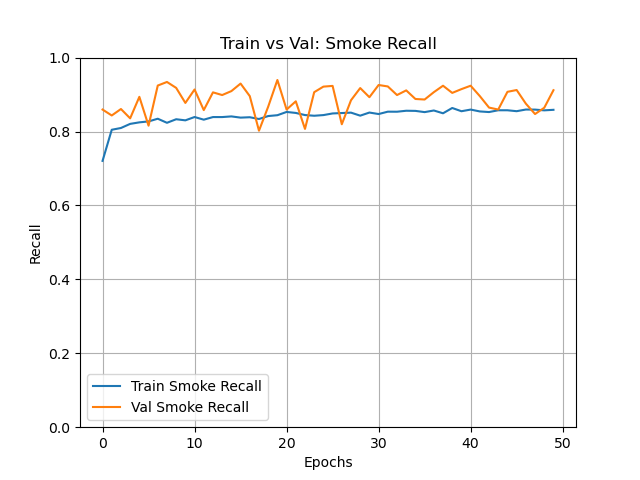 Train vs Val: Smoke Recall
1.0
0.8
0.6
0.4
0.2
0.0
Recall
Train Smoke Recall
Val Smoke Recall
0 10 20 30 40 50
Epochs